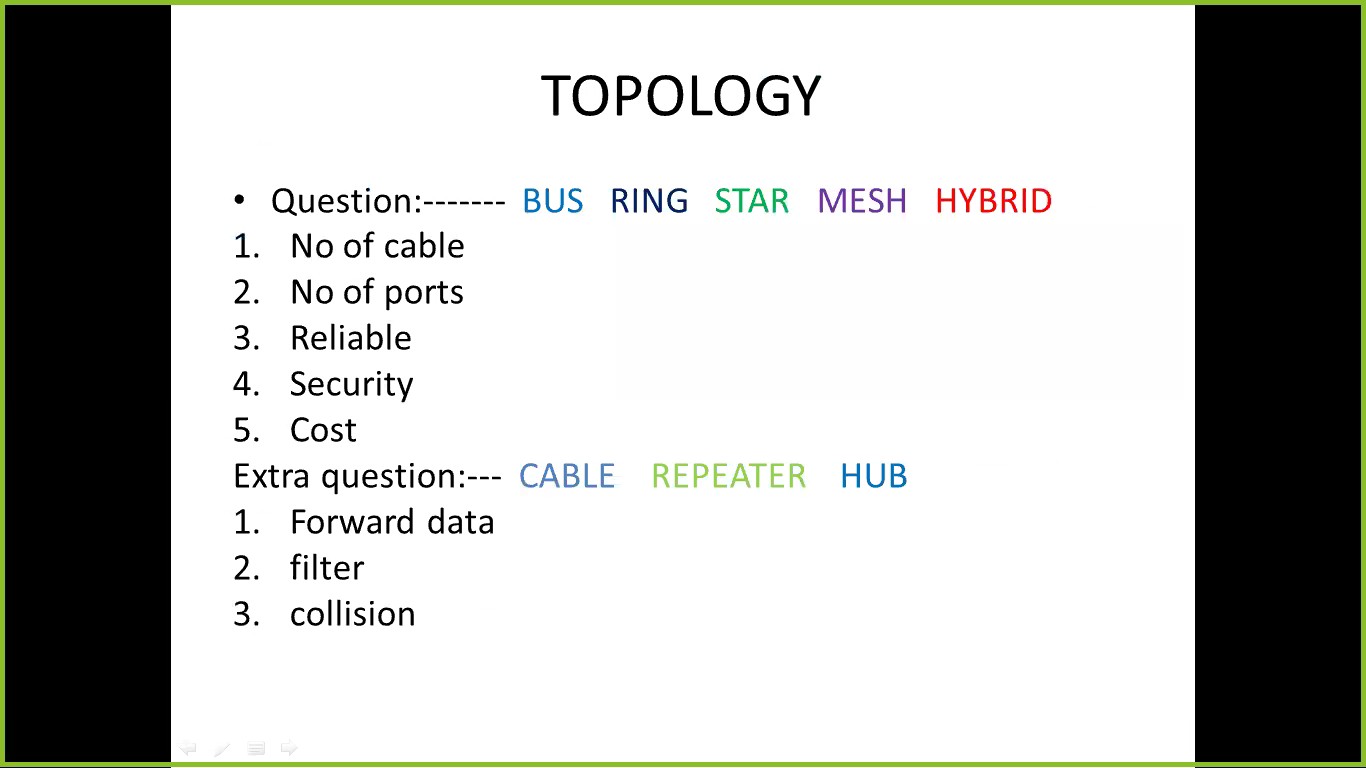 TOPOLOGY
• Question:------- BUS RING STAR MESH HYBRID
1. No of cable
2. No of ports
3. Reliable
4. Security
5. Cost
Extra question:--- CABLE REPEATER HUB
1. Forward data
2. filter
3. collision